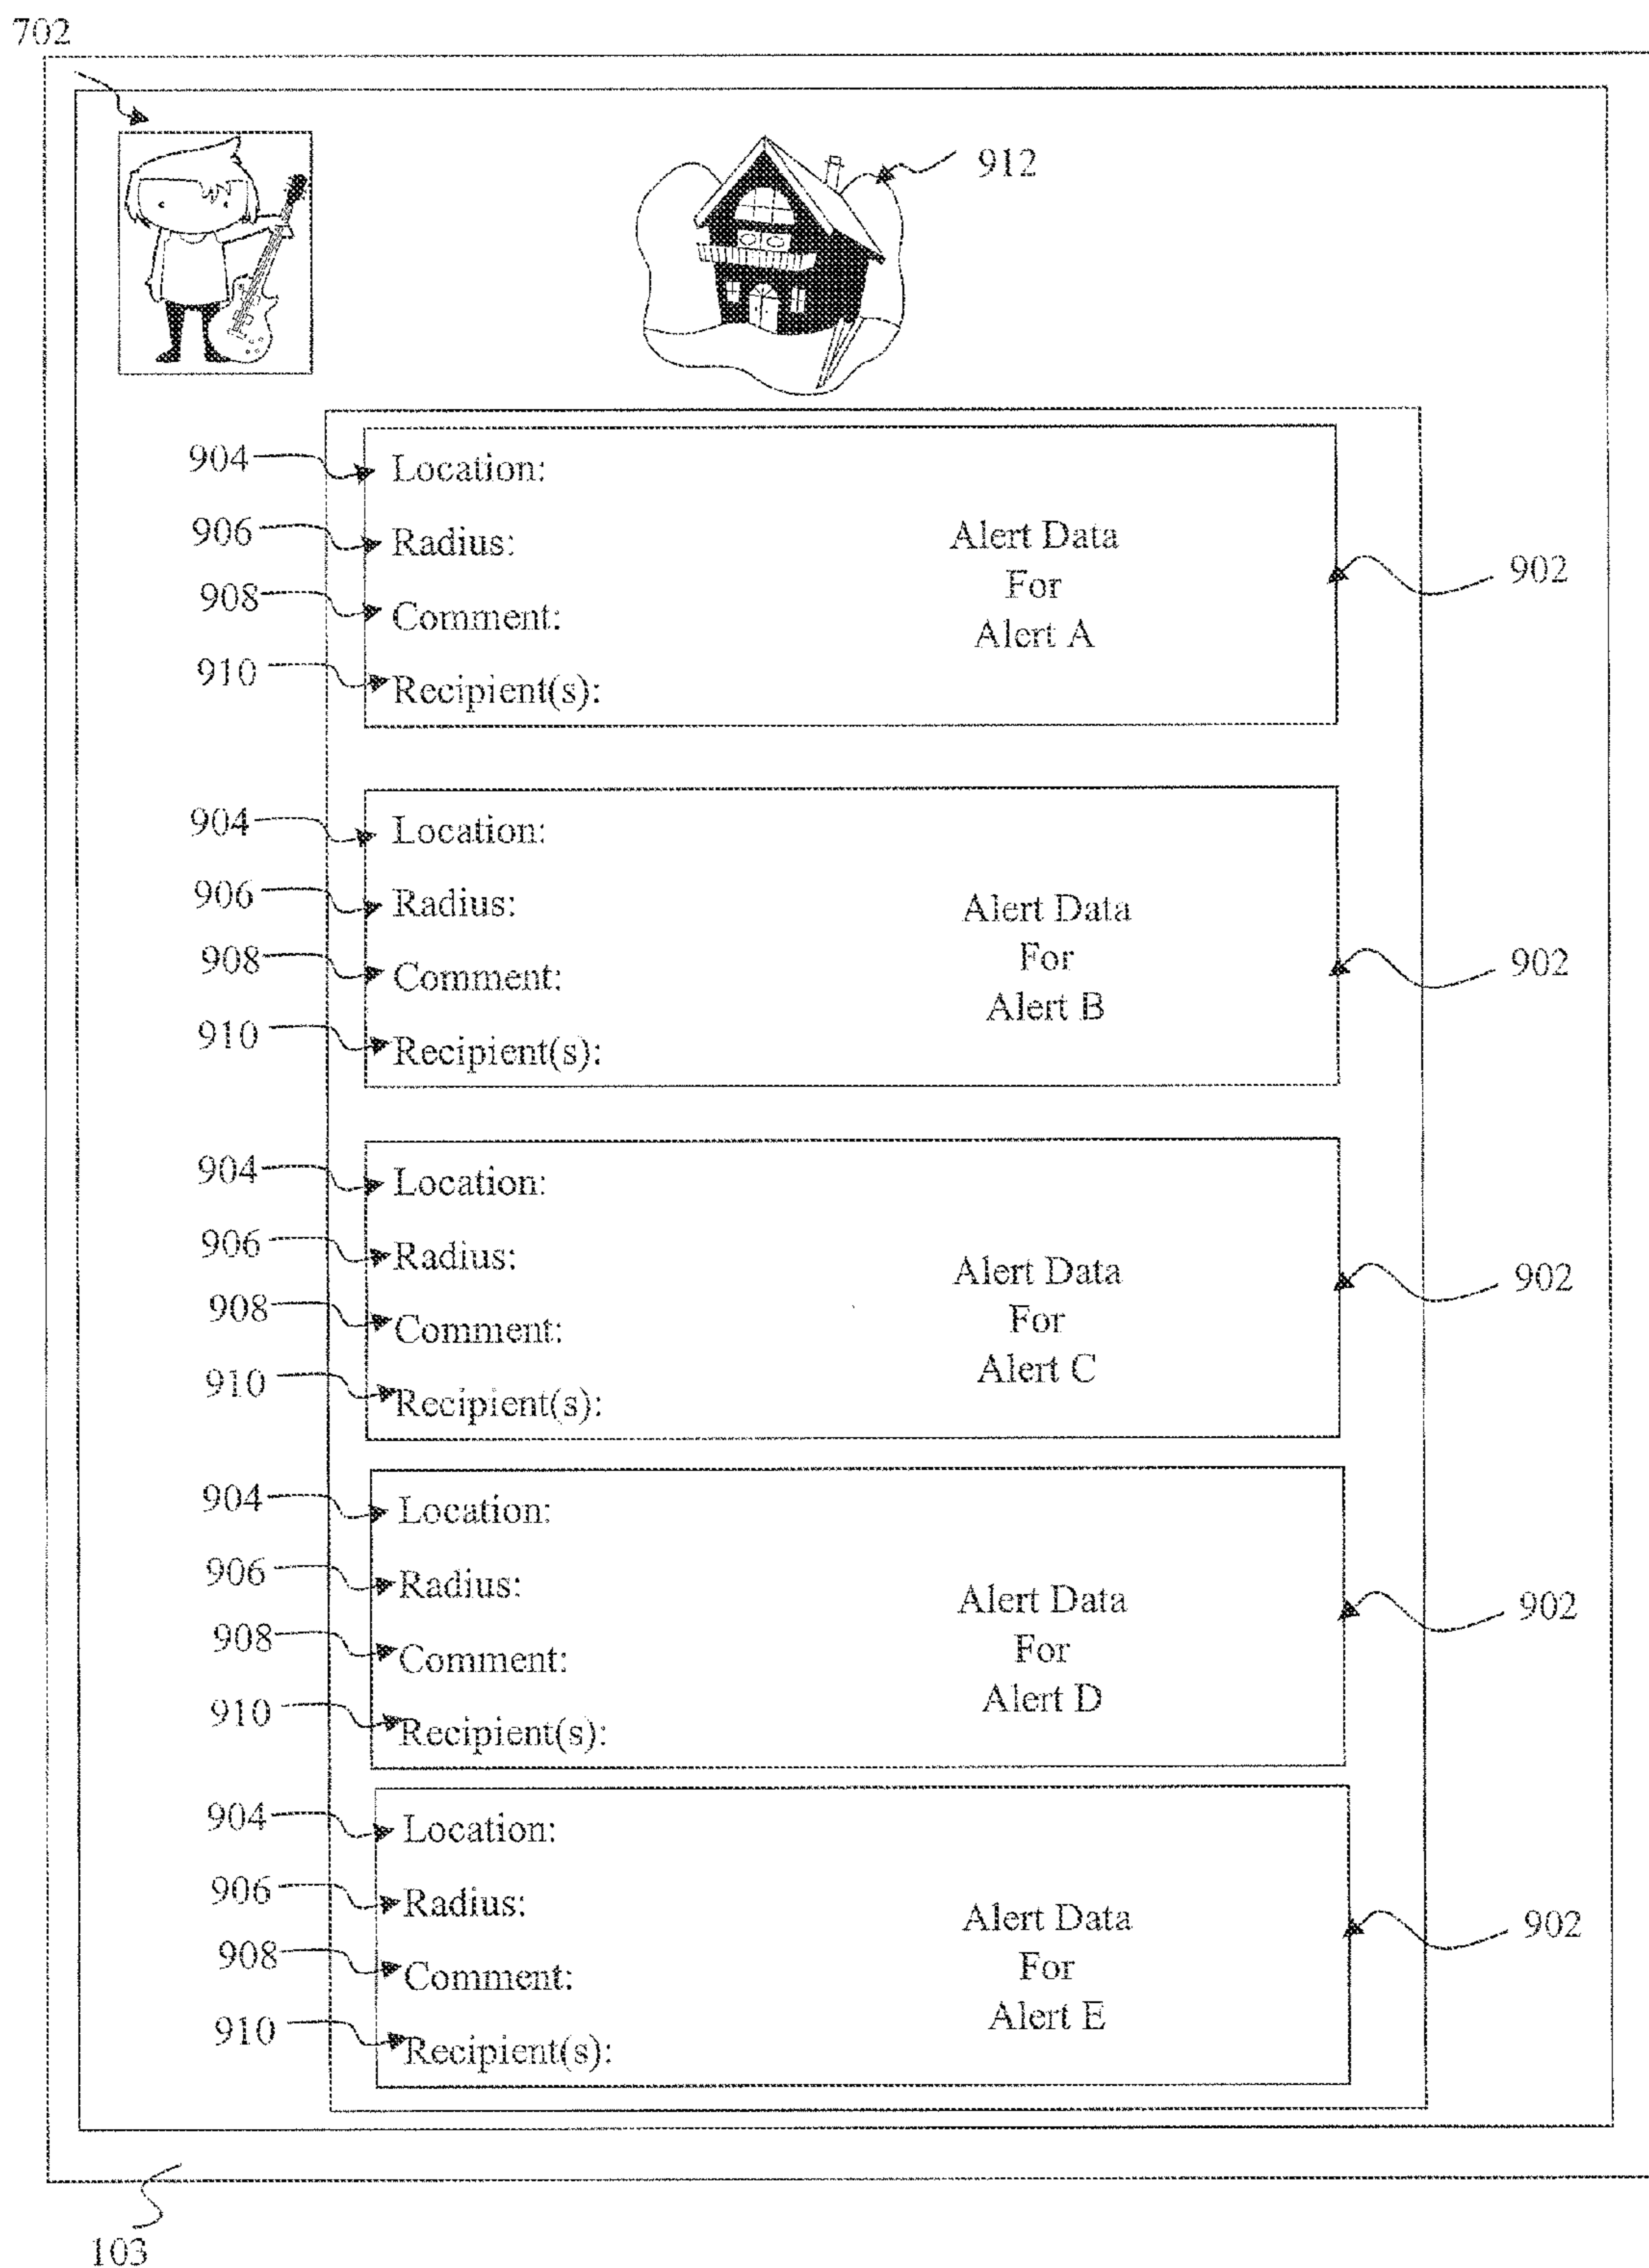 702
912
904 Location:
906 Radius:
908 Comment:
910 Recipient(s):
Alert Data
For
Alert A
902
904 Location:
906 Radius:
908 Comment:
910 Recipient(s):
Alert Data
For
Alert B
902
904 Location:
906 Radius:
908 Comment:
910 Recipient(s):
Alert Data
For
Alert C
902
904 Location:
906 Radius:
908 Comment:
910 Recipient(s):
Alert Data
For
Alert D
902
904 Location:
906 Radius:
908 Comment:
910 Recipient(s):
Alert Data
For
Alert E
902
103